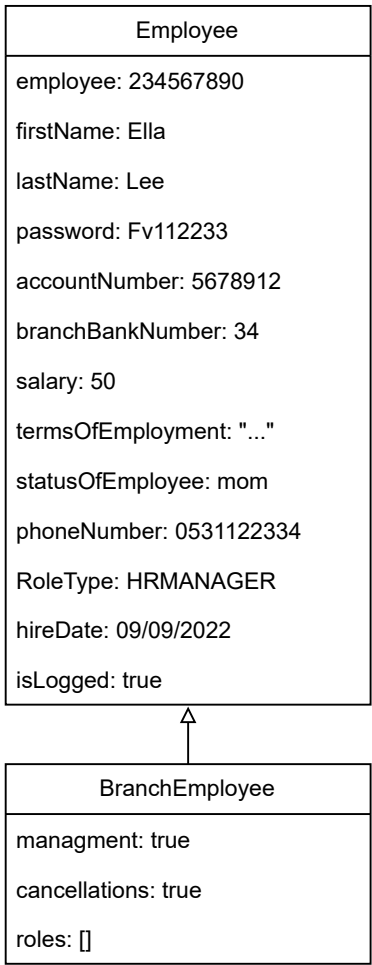 Employee
employee: 234567890
firstName: Ella
lastName: Lee
password: Fv112233
accountNumber: 5678912
branchBankNumber: 34
salary: 50
termsOfEmployment: "..."
statusOfEmployee: mom
phoneNumber: 0531122334
RoleType: HRMANAGER
hireDate: 09/09/2022
isLogged: true
BranchEmployee
managment: true
cancellations: true
roles: []